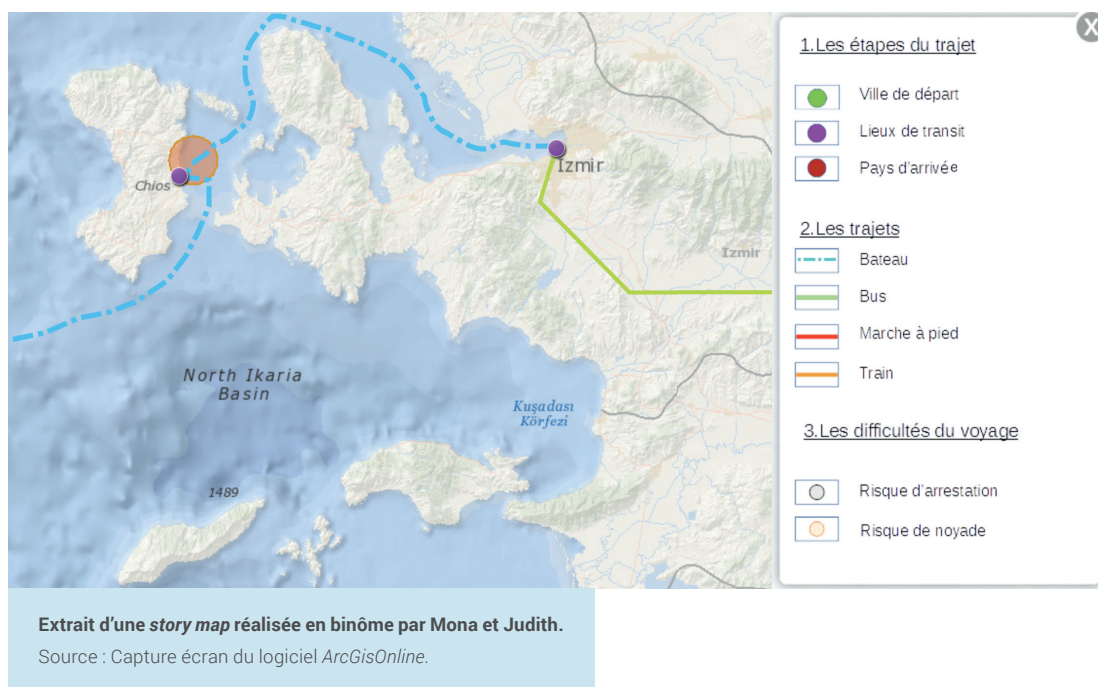 Chios
Izmir
Izmir
North Ikaria
Basin
Kuşadası
Körfezi
1489
X
1.Les étapes du trajet
Ville de départ
Lieux de transit
Pays d'arrivée
2.Les trajets
Bateau
Bus
Marche à pied
Train
3.Les difficultés du voyage
Risque d'arrestation
Risque de noyade
Extrait d'une story map réalisée en binôme par Mona et Judith.
Source : Capture écran du logiciel ArcGisOnline.